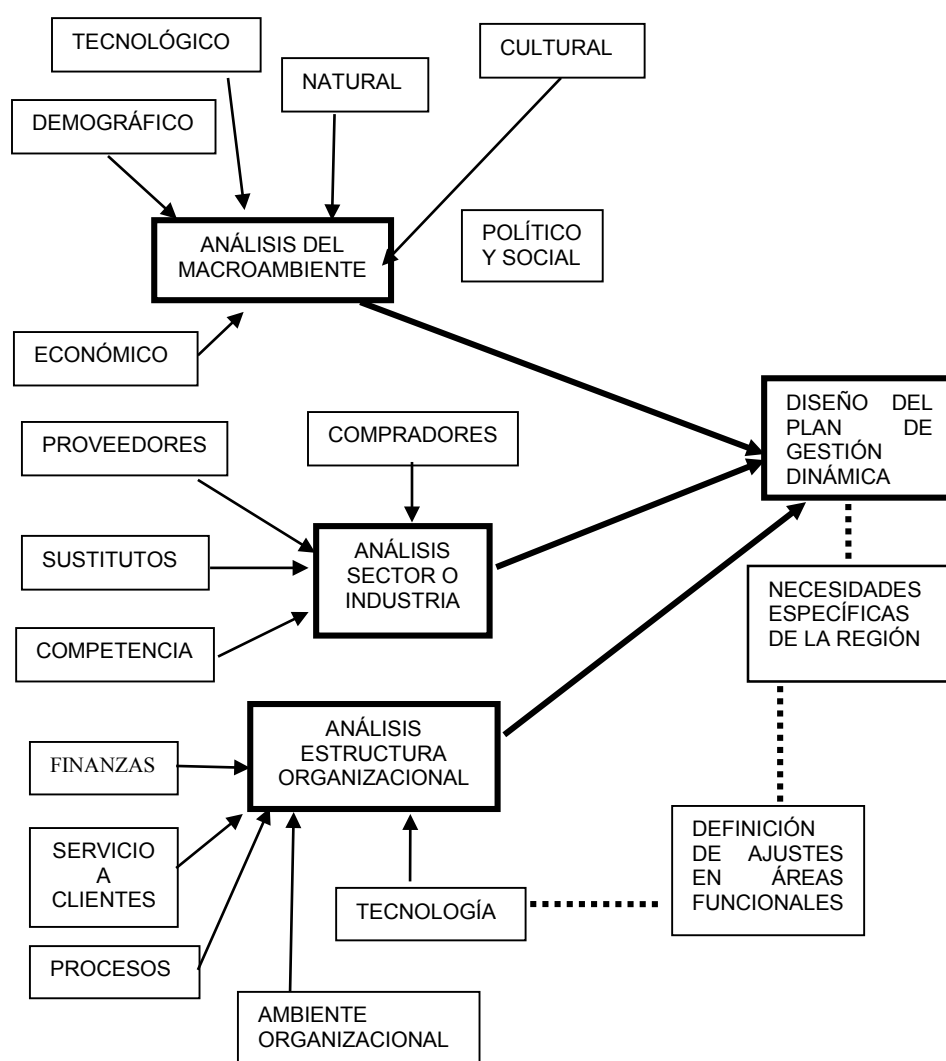 TECNOLÓGICO
CULTURAL
NATURAL
DEMOGRÁFICO
POLÍTICO
Y SOCIAL
ANÁLISIS DEL
MACROAMBIENTE
ECONÓMICO
DISEÑO DEL
PLAN DE
GESTIÓN
DINÁMICA
PROVEEDORES
COMPRADORES
SUSTITUTOS
ANÁLISIS
SECTOR O
INDUSTRIA
NECESIDADES
ESPECÍFICAS
DE LA REGIÓN
COMPETENCIA
ANÁLISIS
ESTRUCTURA
ORGANIZACIONAL
FINANZAS
SERVICIO
A
CLIENTES
DEFINICIÓN
DE AJUSTES
EN ÁREAS
FUNCIONALES
TECNOLOGÍA
PROCESOS
AMBIENTE
ORGANIZACIONAL